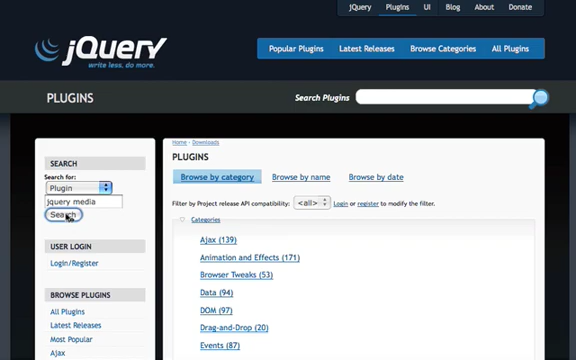 jQuery Plugins UI Blog About Donate
jQuery
write less, do more.
Popular Plugins Latest Releases Browse Categories All Plugins
PLUGINS
Search Plugins
Home - Downloads
SEARCH
Search for:
Plugin
jquery media
Search
USER LOGIN
Login/Register
BROWSE PLUGINS
All Plugins
Latest Releases
Most Popular
Ajax
PLUGINS
Browse by category Browse by name Browse by date
Filter by Project release API compatibility: <all> Login or register to modify the filter.
Categories
Ajax (139)
Animation and Effects (171)
Browser Tweaks (53)
Data (94)
DOM (97)
Drag-and-Drop (20)
Events (87)